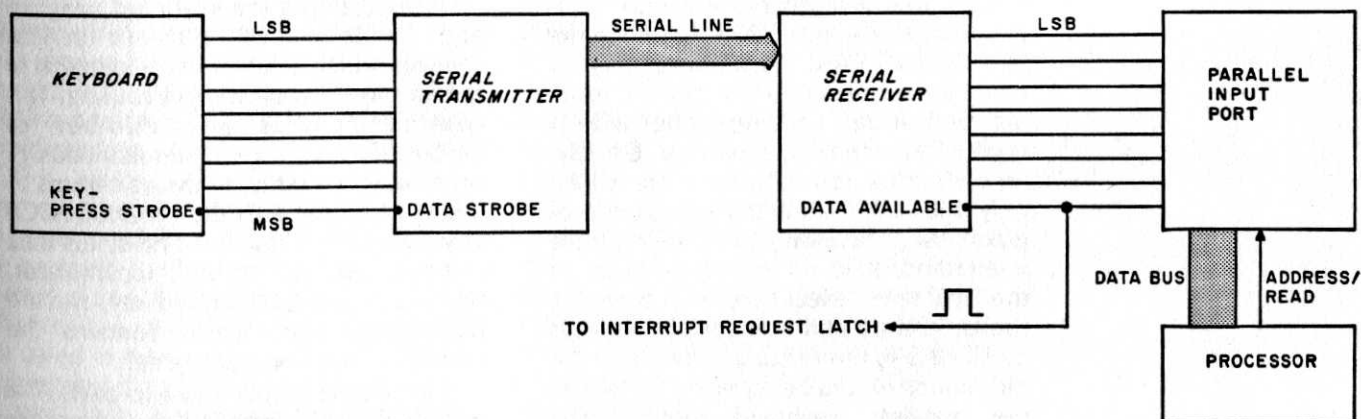 KEYBOARD
KEY-
PRESS STROBE
LSB
MSB
SERIAL
TRANSMITTER
DATA STROBE
SERIAL LINE
SERIAL
RECEIVER
DATA AVAILABLE
LSB
PARALLEL
INPUT
PORT
TO INTERRUPT REQUEST LATCH
DATA BUS
ADDRESS/
READ
PROCESSOR